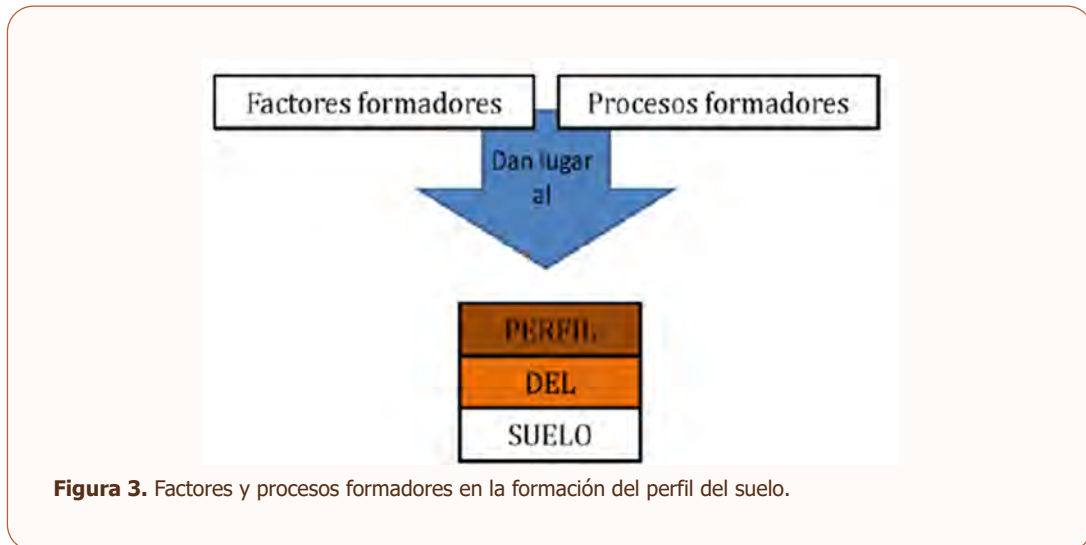 Factores formadores
Procesos formadores
Dan lugar
al
PERFIL
DEL
SUELO
Figura 3. Factores y procesos formadores en la formación del perfil del suelo.